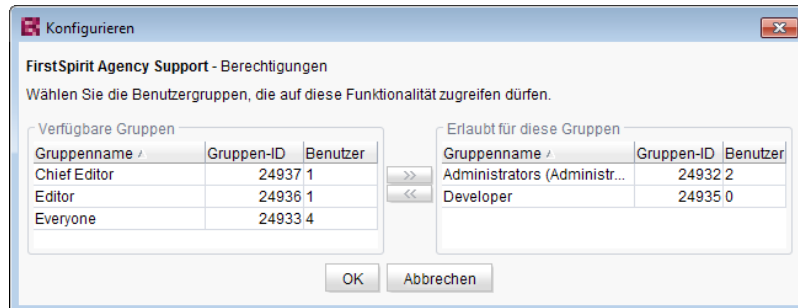 Konfigurieren
FirstSpirit Agency Support - Berechtigungen
Wählen Sie die Benutzergruppen, die auf diese Funktionalität zugreifen dürfen.
Verfügbare Gruppen
Gruppenname Gruppen-ID Benutzer
Chief Editor 24937 1
Editor 24936 1
Everyone 24933 4
>>
<<
Erlaubt für diese Gruppen
Gruppenname Gruppen-ID Benutzer
Administrators (Administr... 24932 2
Developer 24935 0
OK Abbrechen